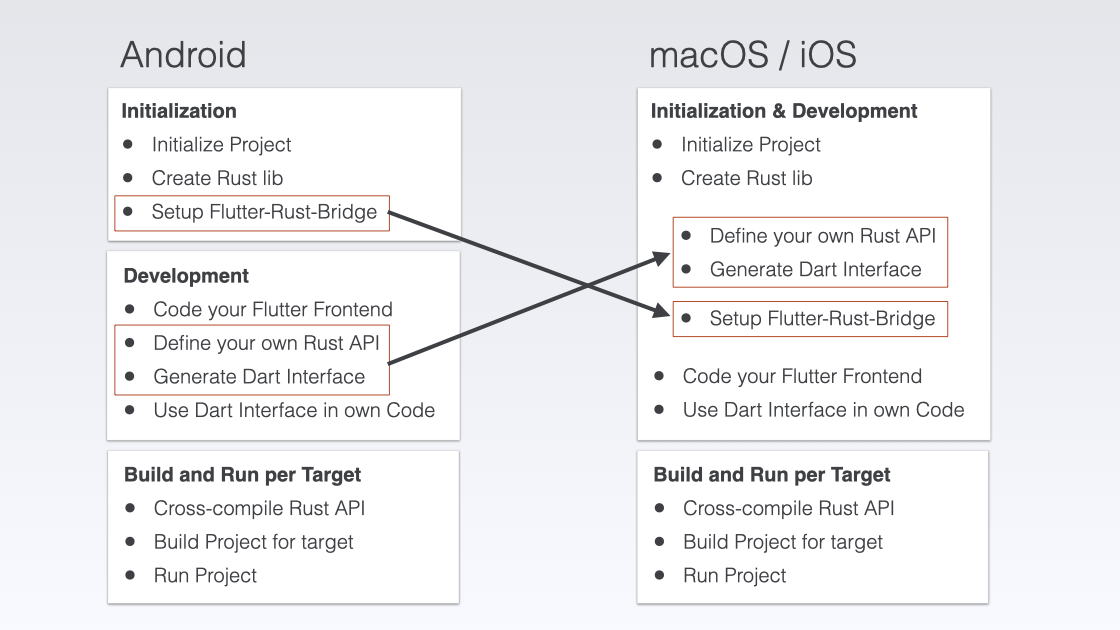 Android
Initialization
● Initialize Project
● Create Rust lib
● Setup Flutter-Rust-Bridge
Development
● Code your Flutter Frontend
● Define your own Rust API
● Generate Dart Interface
● Use Dart Interface in own Code
Build and Run per Target
● Cross-compile Rust API
● Build Project for target
● Run Project
macOS / iOS
Initialization & Development
● Initialize Project
● Create Rust lib
● Define your own Rust API
● Generate Dart Interface
● Setup Flutter-Rust-Bridge
● Code your Flutter Frontend
● Use Dart Interface in own Code
Build and Run per Target
● Cross-compile Rust API
● Build Project for target
● Run Project